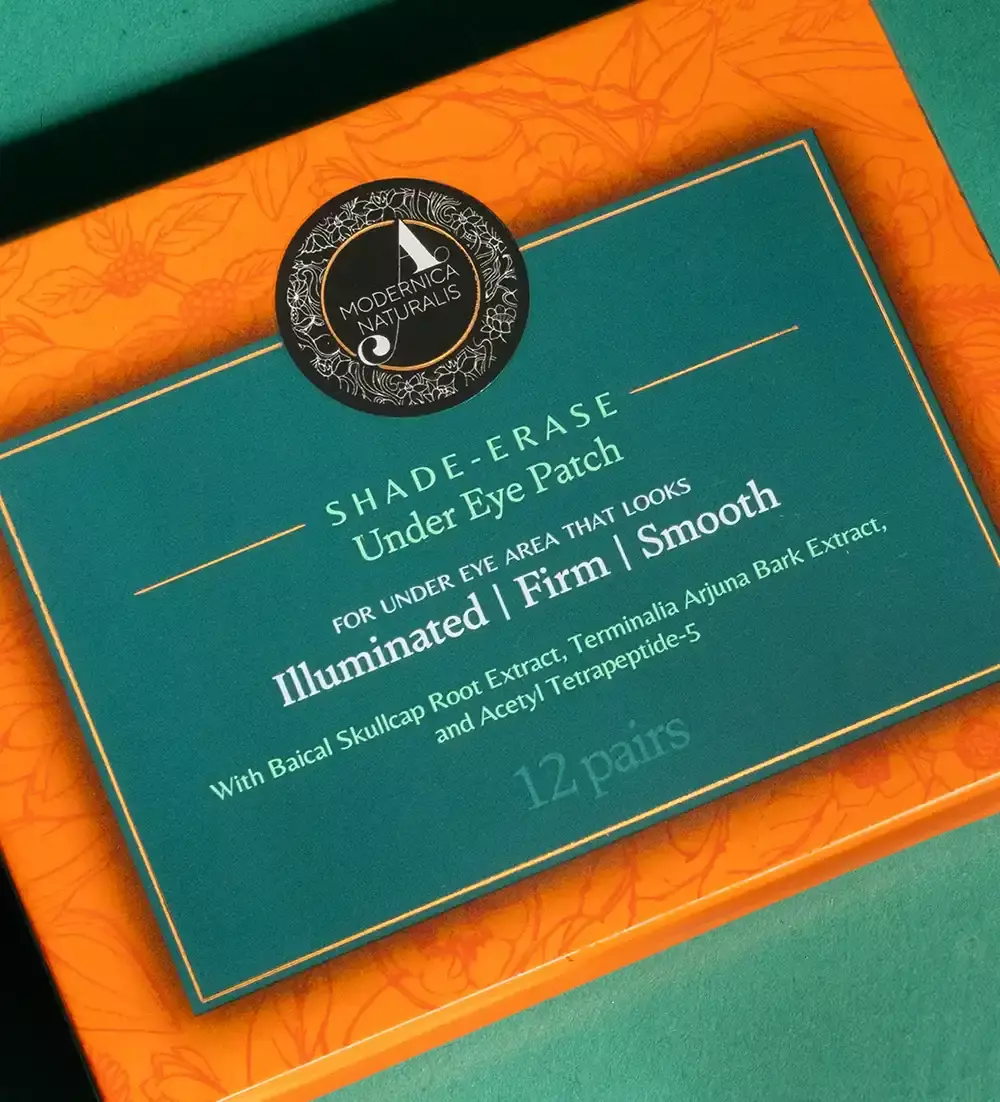 A
MODERNICA
NATURALIS
SHADE-ERASE
Under Eye Patch
FOR UNDER EYE AREA THAT LOOKS
Illuminated | Firm | Smooth
With Baical Skullcap Root Extract, Terminalia Arjuna Bark Extract,
and Acetyl Tetrapeptide-5
12 pairs